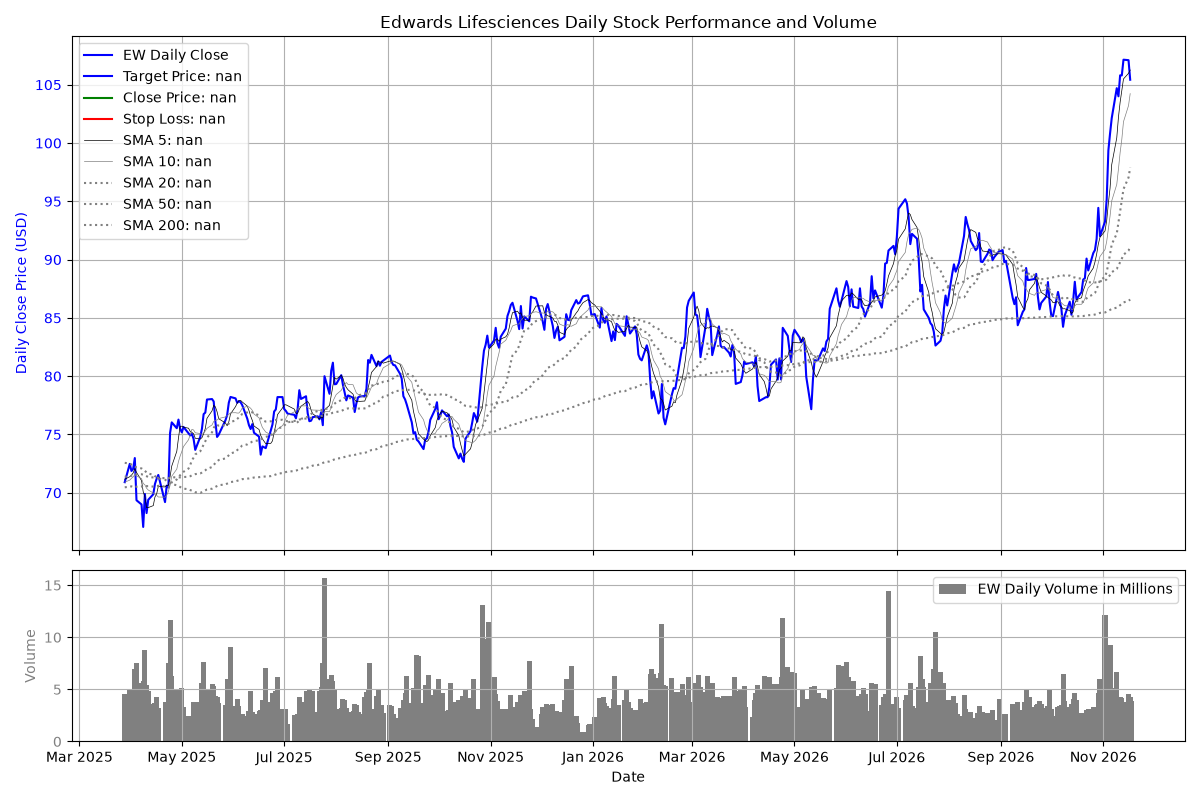 Edwards Lifesciences Daily Stock Performance and Volume
EW Daily Close
Target Price: nan
Close Price: nan
Stop Loss: nan
SMA 5: nan
SMA 10: nan
SMA 20: nan
SMA 50: nan
SMA 200: nan
Daily Close Price (USD)
105
100
95
90
85
80
75
70
EW Daily Volume in Millions
Volume
15
10
5
0
Mar 2025 May 2025 Jul 2025 Sep 2025 Nov 2025 Jan 2026 Mar 2026 May 2026 Jul 2026 Sep 2026 Nov 2026
Date